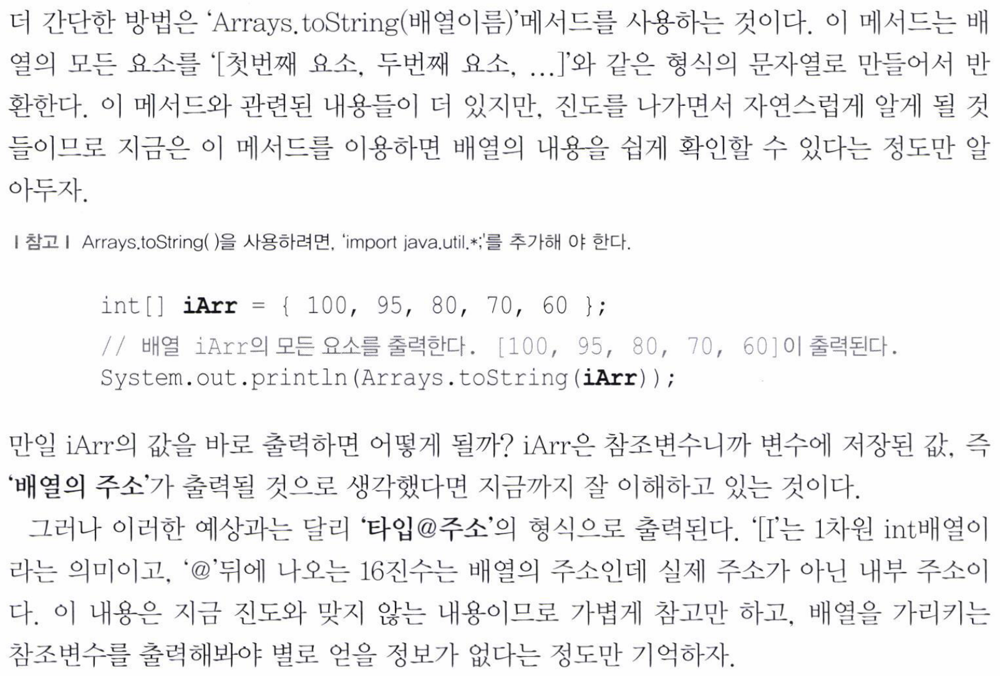 더 간단한 방법은 ‘Arrays.toString(배열이름)’메서드를 사용하는 것이다. 이 메서드는 배
열의 모든 요소를 ‘[첫번째 요소, 두번째 요소, ...]’와 같은 형식의 문자열로 만들어서 반
환한다. 이 메서드와 관련된 내용들이 더 있지만, 진도를 나가면서 자연스럽게 알게 될 것
들이므로 지금은 이 메서드를 이용하면 배열의 내용을 쉽게 확인할 수 있다는 정도만 알
아두자.
| 참고 | Arrays.toString( )을 사용하려면, ‘import java.util.*;’를 추가해 야 한다.
int[] iArr = { 100, 95, 80, 70, 60 };
// 배열 iArr의 모든 요소를 출력한다. [100, 95, 80, 70, 60]이 출력된다.
System.out.println(Arrays.toString(iArr));
만일 iArr의 값을 바로 출력하면 어떻게 될까? iArr은 참조변수니까 변수에 저장된 값, 즉
‘배열의 주소’가 출력될 것으로 생각했다면 지금까지 잘 이해하고 있는 것이다.
그러나 이러한 예상과는 달리 ‘타입@주소’의 형식으로 출력된다. ‘[I’는 1차원 int배열이
라는 의미이고, ‘@’뒤에 나오는 16진수는 배열의 주소인데 실제 주소가 아닌 내부 주소이
다. 이 내용은 지금 진도와 맞지 않는 내용이므로 가볍게 참고만 하고, 배열을 가리키는
참조변수를 출력해봐야 별로 얻을 정보가 없다는 정도만 기억하자.